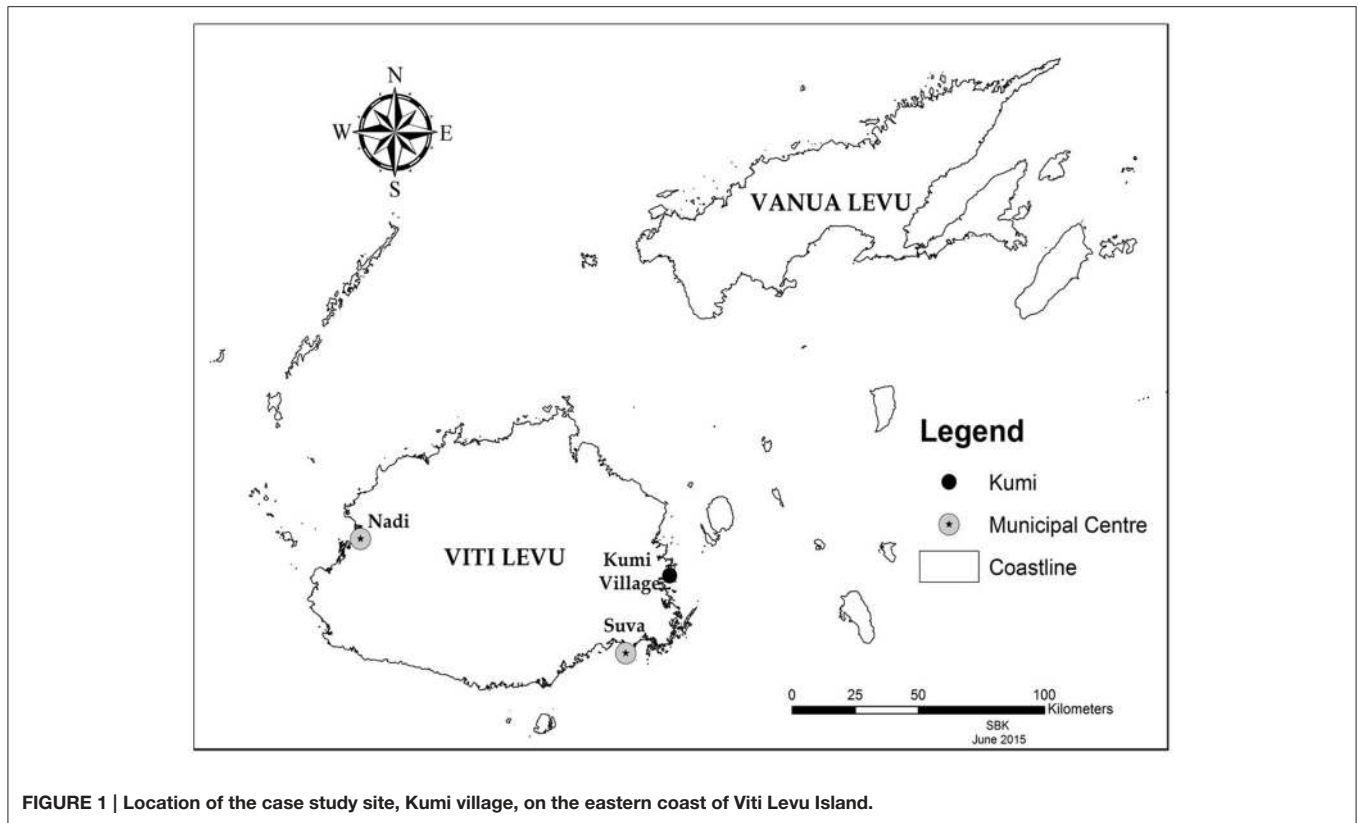 N
W E
S
VANUA LEVU
Legend
Kumi
Municipal Centre
Coastline
Nadi
VITI LEVU
Kumi
Village
Suva
0 25 50 100
Kilometers
SBK
June 2015
FIGURE 1 | Location of the case study site, Kumi village, on the eastern coast of Viti Levu Island.